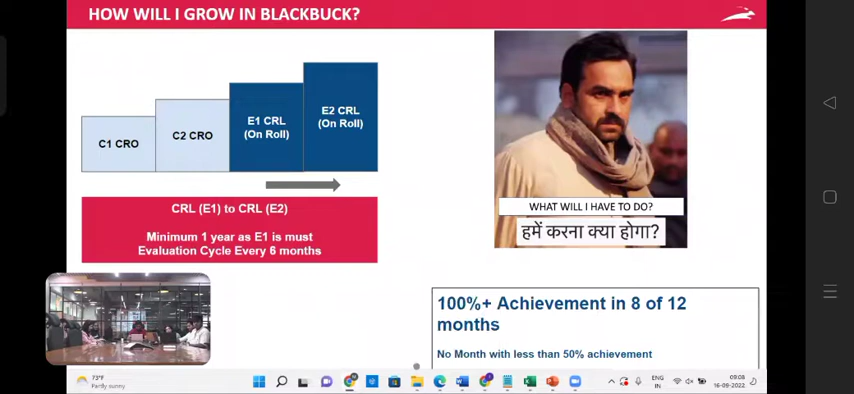 HOW WILL I GROW IN BLACKBUCK?
C1 CRO
C2 CRO
E1 CRL
(On Roll)
E2 CRL
(On Roll)
CRL (E1) to CRL (E2)
Minimum 1 year as E1 is must
Evaluation Cycle Every 6 months
WHAT WILL I HAVE TO DO?
हमें करना क्या होगा?
100%+ Achievement in 8 of 12
months
No Month with less than 50% achievement
73°F
Partly sunny
ENG
IN
09:08
16-09-2022